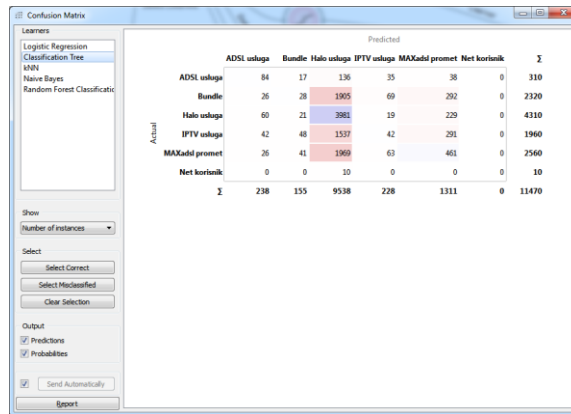 Confusion Matrix
Learners
Logistic Regression
Classification Tree
kNN
Naive Bayes
Random Forest Classificatic
Show
Number of instances
Select
Select Correct
Select Misclassified
Clear Selection
Output
Predictions
Probabilities
Send Automatically
Report
Predicted
ADSL usluga Bundle Halo usluga IPTV usluga MAXadsl promet Net korisnik Σ
Actual
ADSL usluga 84 17 136 35 38 0 310
Bundle 26 28 1905 69 292 0 2320
Halo usluga 60 21 3981 19 229 0 4310
IPTV usluga 42 48 1537 42 291 0 1960
MAXadsl promet 26 41 1969 63 461 0 2560
Net korisnik 0 0 10 0 0 0 10
Σ 238 155 9538 228 1311 0 11470